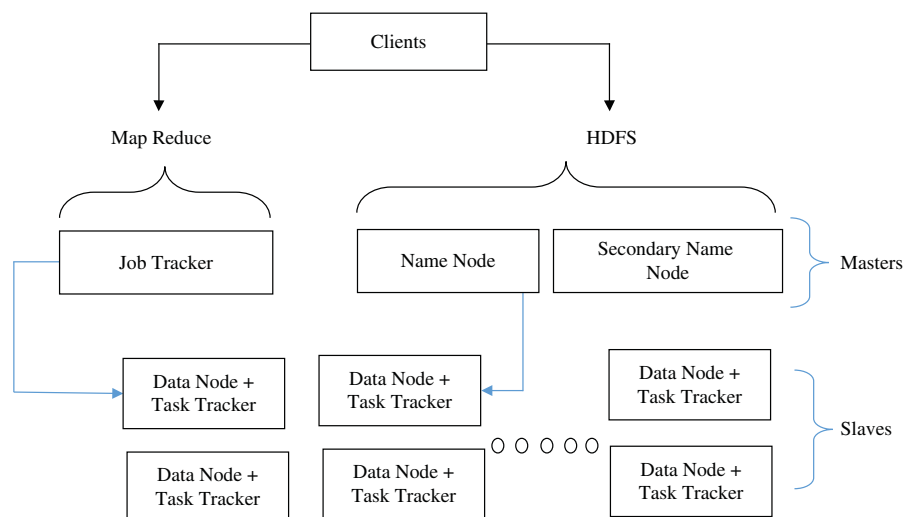 Clients
Map Reduce
HDFS
Job Tracker
Name Node
Secondary Name
Node
Masters
Data Node +
Task Tracker
Data Node +
Task Tracker
Data Node +
Task Tracker
Slaves
Data Node +
Task Tracker
Data Node +
Task Tracker
Data Node +
Task Tracker